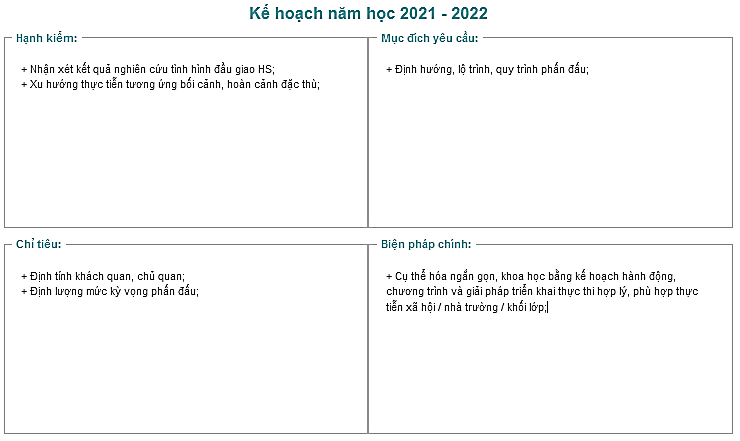 Kế hoạch năm học 2021 - 2022
Hạnh kiểm:
+ Nhận xét kết quả nghiên cứu tình hình đầu giao HS;
+ Xu hướng thực tiễn tương ứng bối cảnh, hoàn cảnh đặc thù;
Mục đích yêu cầu:
+ Định hướng, lộ trình, quy trình phấn đấu;
Chỉ tiêu:
+ Định tính khách quan, chủ quan;
+ Định lượng mức kỳ vọng phấn đấu;
Biện pháp chính:
+ Cụ thể hóa ngắn gọn, khoa học bằng kế hoạch hành động,
chương trình và giải pháp triển khai thực thi hợp lý, phù hợp thực
tiễn xã hội / nhà trường / khối lớp;